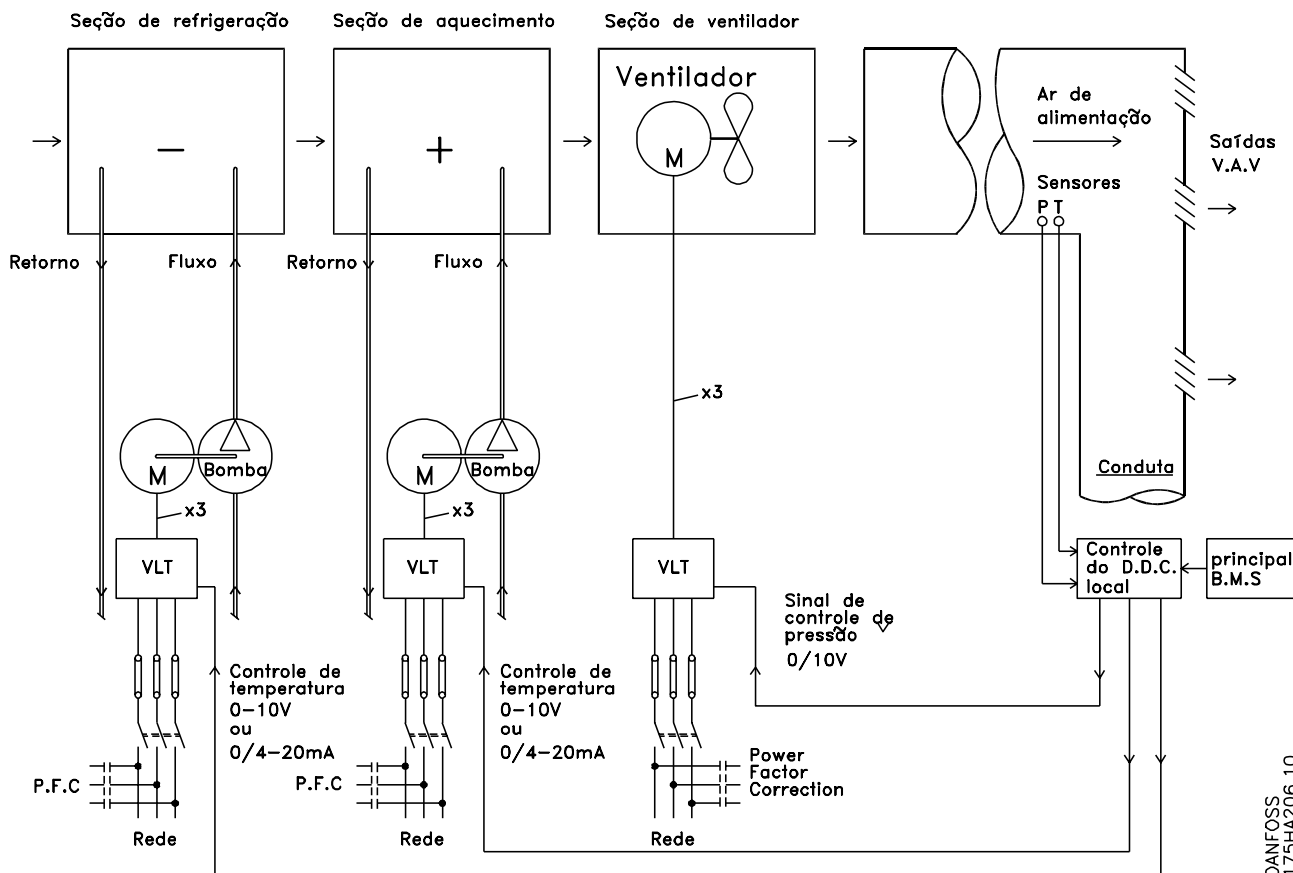 Seção de refrigeração
Seção de aquecimento
Seção de ventilador
Ventilador
M
−
+
Ar de
alimentação
Saídas
V.A.V
Sensores
P T
Retorno
Fluxo
Retorno
Fluxo
x3
M
Bomba
M
Bomba
Conduta
x3
x3
VLT
VLT
VLT
Controle
do D.D.C.
local
principal
B.M.S
Sinal de
controle de
pressão
0/10V
Controle de
temperatura
0−10V
ou
0/4−20mA
Controle de
temperatura
0−10V
ou
0/4−20mA
P.F.C
P.F.C
Power
Factor
Correction
Rede
Rede
Rede
DANFOSS
175HA206.10